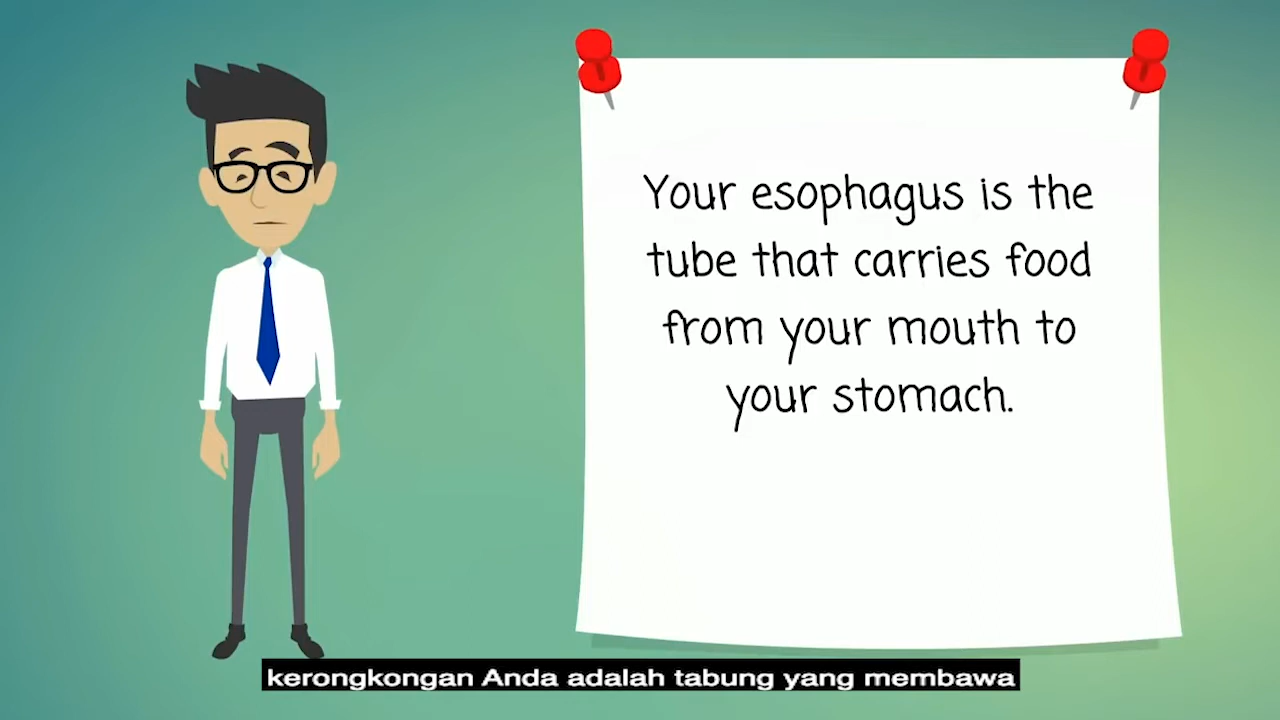 Your esophagus is the
tube that carries food
from your mouth to
your stomach.
kerongkongan Anda adalah tabung yang membawa